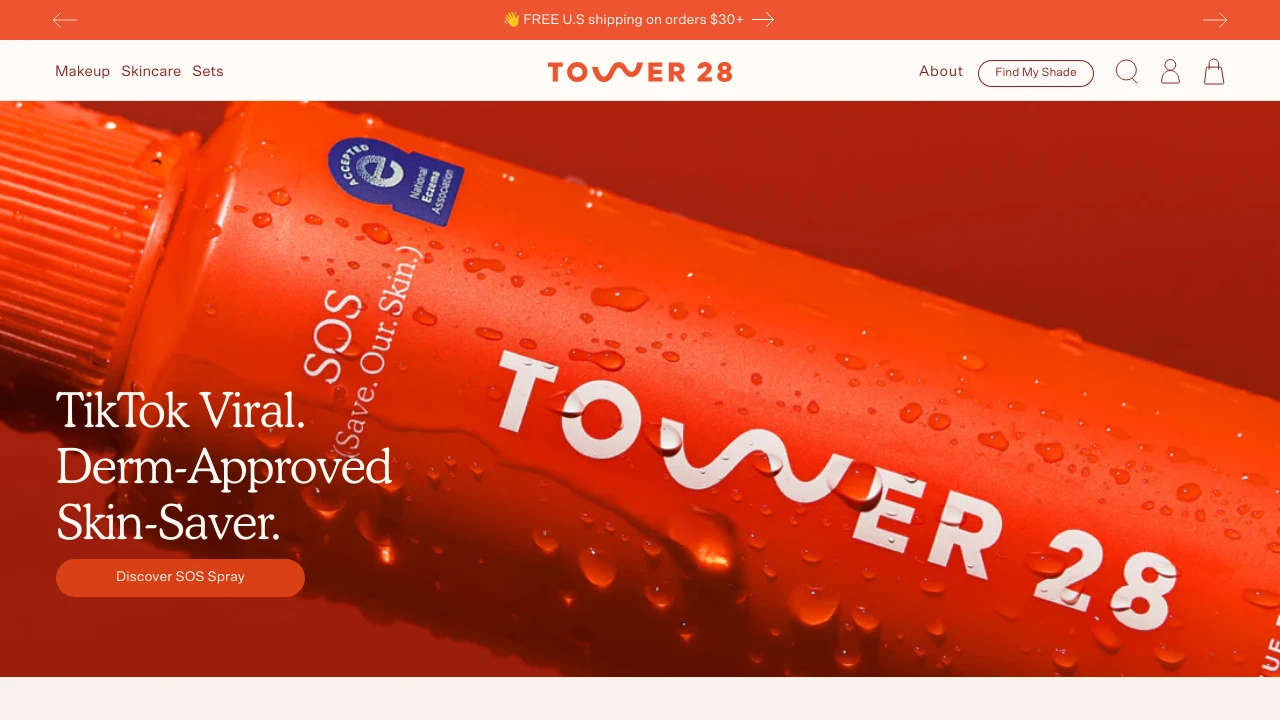 👋 FREE U.S shipping on orders $30+
Makeup Skincare Sets
TOWER 28
About
Find My Shade
ACCEPTED
e
National
Eczema
Association
SOS
(Save. Our. Skin.)
TOWER 28
TikTok Viral.
Derm-Approved
Skin-Saver.
Discover SOS Spray